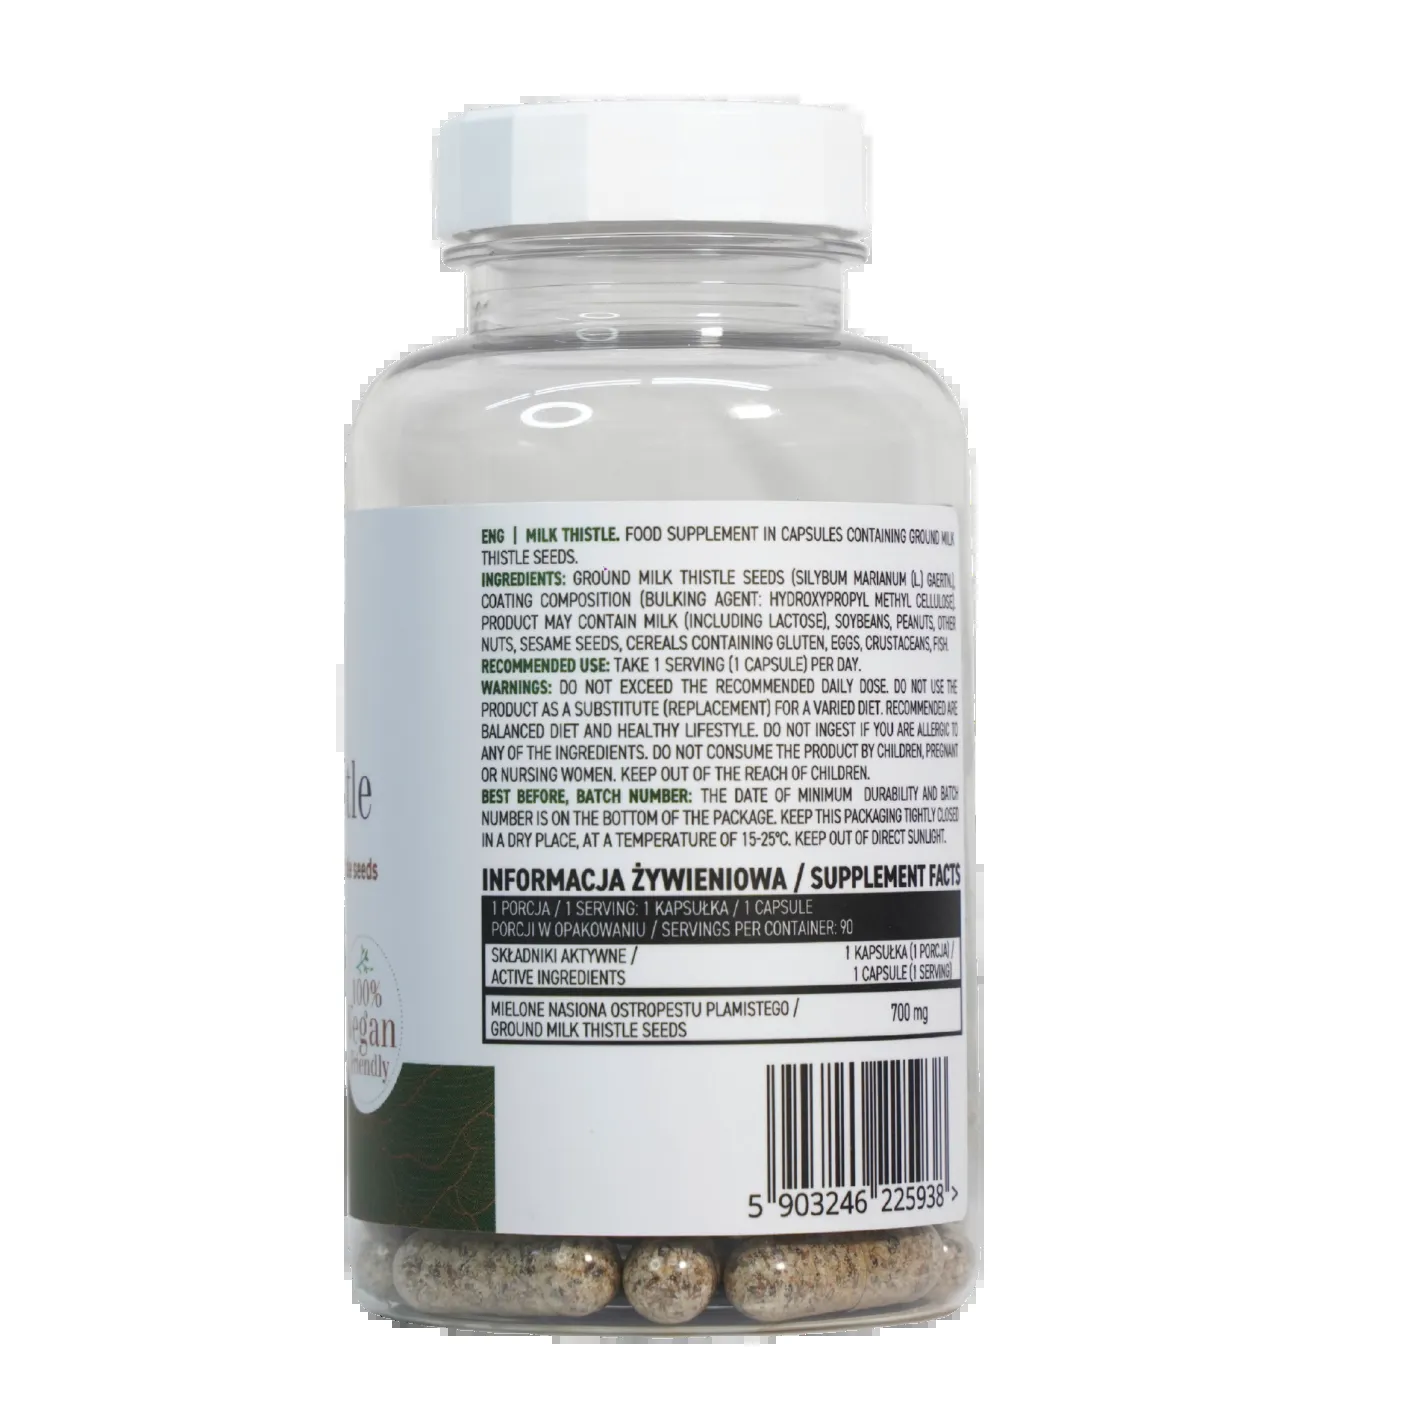 ENG | MILK THISTLE. FOOD SUPPLEMENT IN CAPSULES CONTAINING GROUND MILK
THISTLE SEEDS.
INGREDIENTS: GROUND MILK THISTLE SEEDS (SILYBUM MARIANUM (L.) GAERTN.),
COATING COMPOSITION (BULKING AGENT: HYDROXYPROPYL METHYL CELLULOSE).
PRODUCT MAY CONTAIN MILK (INCLUDING LACTOSE), SOYBEANS, PEANUTS, OTHER
NUTS, SESAME SEEDS, CEREALS CONTAINING GLUTEN, EGGS, CRUSTACEANS, FISH.
RECOMMENDED USE: TAKE 1 SERVING (1 CAPSULE) PER DAY.
WARNINGS: DO NOT EXCEED THE RECOMMENDED DAILY DOSE. DO NOT USE THE
PRODUCT AS A SUBSTITUTE (REPLACEMENT) FOR A VARIED DIET. RECOMMENDED ARE
BALANCED DIET AND HEALTHY LIFESTYLE. DO NOT INGEST IF YOU ARE ALLERGIC TO
ANY OF THE INGREDIENTS. DO NOT CONSUME THE PRODUCT BY CHILDREN, PREGNANT
OR NURSING WOMEN. KEEP OUT OF THE REACH OF CHILDREN.
BEST BEFORE, BATCH NUMBER: THE DATE OF MINIMUM DURABILITY AND BATCH
NUMBER IS ON THE BOTTOM OF THE PACKAGE. KEEP THIS PACKAGING TIGHTLY CLOSED
IN A DRY PLACE, AT A TEMPERATURE OF 15-25°C. KEEP OUT OF DIRECT SUNLIGHT.
INFORMACJA ŻYWIENIOWA / SUPPLEMENT FACTS
1 PORCJA / 1 SERVING: 1 KAPSUŁKA / 1 CAPSULE
PORCJI W OPAKOWANIU / SERVINGS PER CONTAINER: 90
SKŁADNIKI AKTYWNE / 1 KAPSUŁKA (1 PORCJA) /
ACTIVE INGREDIENTS 1 CAPSULE (1 SERVING)
MIELONE NASIONA OSTROPESTU PLAMISTEGO / 700 mg
GROUND MILK THISTLE SEEDS
5 903246 225938 >
tle
seeds
100%
Vegan
friendly